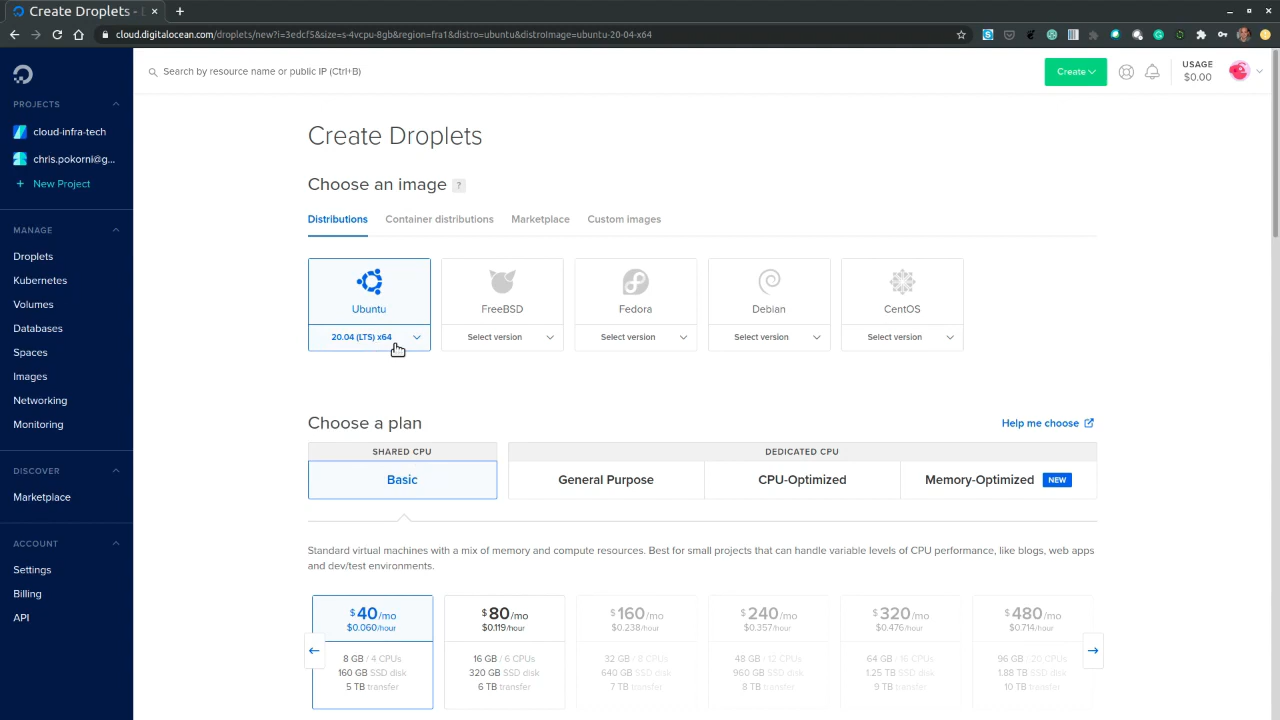 Create Droplets - [
cloud.digitalocean.com/droplets/new?i=3edcf5&size=s-4vcpu-8gb&region=fra1&distro=ubuntu&distroImage=ubuntu-20-04-x64
Search by resource name or public IP (Ctrl+B)
Create
USAGE
$0.00
PROJECTS
cloud-infra-tech
chris.pokorni@g...
+ New Project
MANAGE
Droplets
Kubernetes
Volumes
Databases
Spaces
Images
Networking
Monitoring
DISCOVER
Marketplace
ACCOUNT
Settings
Billing
API
Create Droplets
Choose an image ?
Distributions Container distributions Marketplace Custom images
Ubuntu FreeBSD Fedora Debian CentOS
20.04 (LTS) x64 Select version Select version Select version Select version
Choose a plan Help me choose
SHARED CPU DEDICATED CPU
Basic General Purpose CPU-Optimized Memory-Optimized NEW
Standard virtual machines with a mix of memory and compute resources. Best for small projects that can handle variable levels of CPU performance, like blogs, web apps
and dev/test environments.
$40/mo $80/mo $160/mo $240/mo $320/mo $480/mo
$0.060/hour $0.119/hour $0.238/hour $0.357/hour $0.476/hour $0.714/hour
8 GB / 4 CPUs 16 GB / 6 CPUs 32 GB / 8 CPUs 48 GB / 12 CPUs 64 GB / 16 CPUs 96 GB / 20 CPUs
160 GB SSD disk 320 GB SSD disk 640 GB SSD disk 960 GB SSD disk 1.25 TB SSD disk 1.88 TB SSD disk
5 TB transfer 6 TB transfer 7 TB transfer 8 TB transfer 9 TB transfer 10 TB transfer